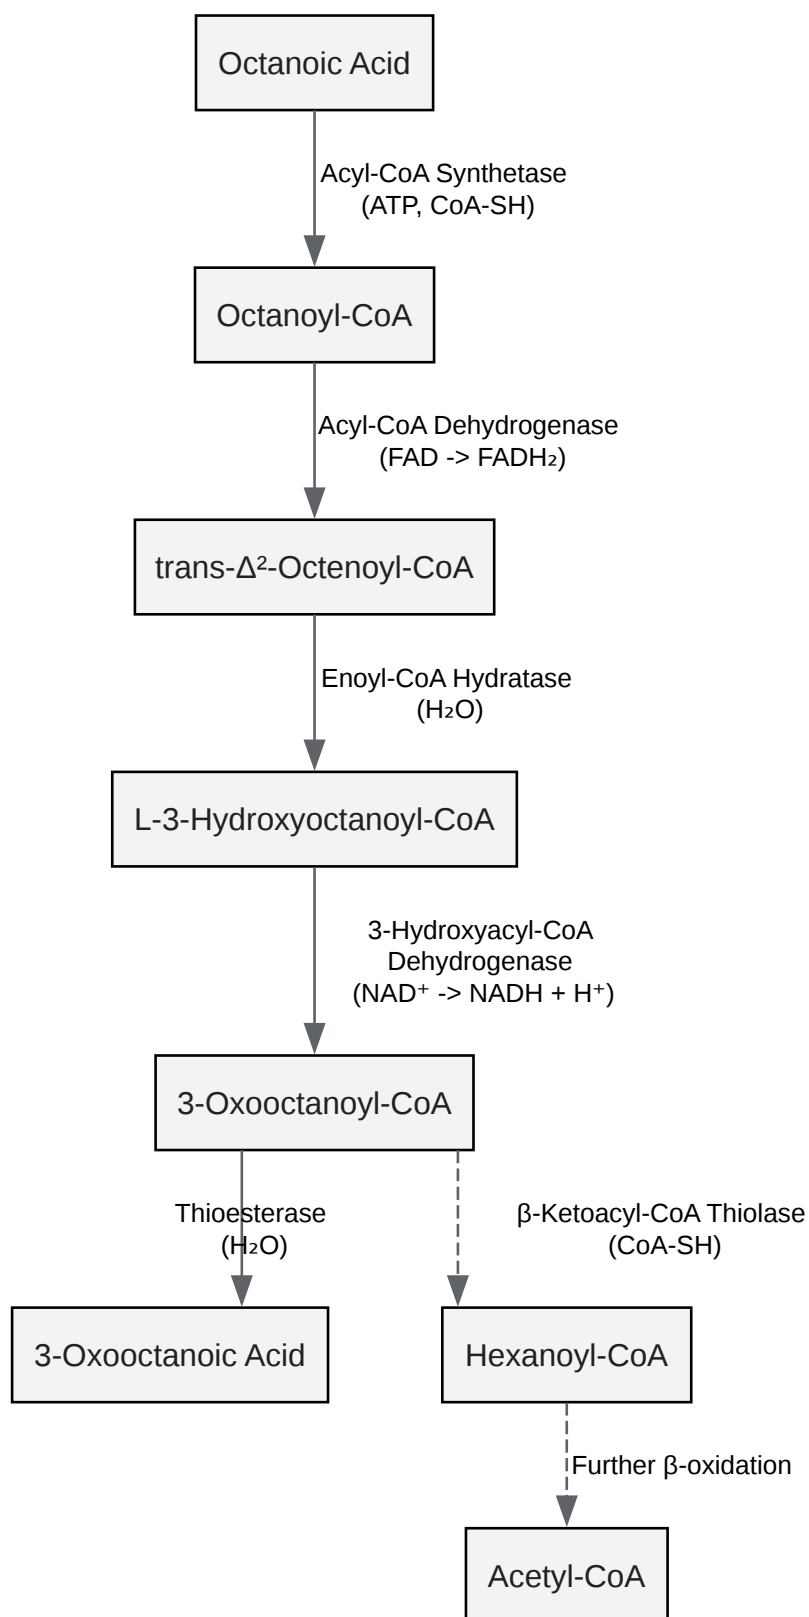 Octanoic Acid
Acyl-CoA Synthetase
(ATP, CoA-SH)
Octanoyl-CoA
Acyl-CoA Dehydrogenase
(FAD -> FADH₂)
trans-Δ²-Octenoyl-CoA
Enoyl-CoA Hydratase
(H₂O)
L-3-Hydroxyoctanoyl-CoA
3-Hydroxyacyl-CoA
Dehydrogenase
(NAD⁺ -> NADH + H⁺)
3-Oxooctanoyl-CoA
Thioesterase
(H₂O)
β-Ketoacyl-CoA Thiolase
(CoA-SH)
3-Oxooctanoic Acid
Hexanoyl-CoA
Further β-oxidation
Acetyl-CoA